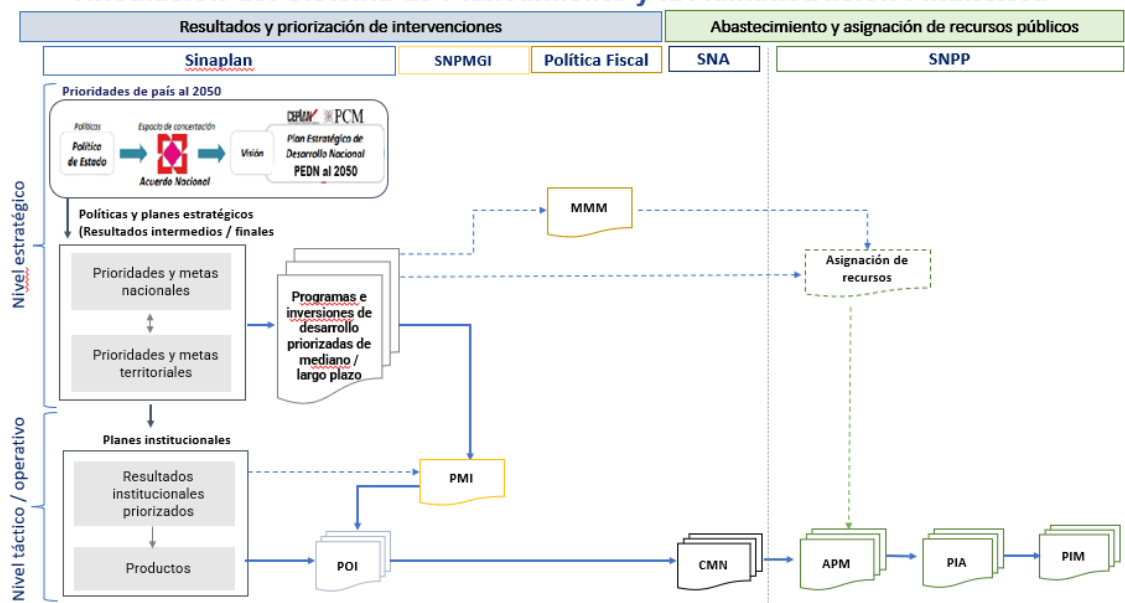 Resultados y priorización de intervenciones
Abastecimiento y asignación de recursos públicos
Sinaplan
SNPMGI
Política Fiscal
SNA
SNPP
Nivel estratégico
Prioridades de país al 2050
Políticas
Política
de Estado
Espacio de concertación
Acuerdo Nacional
Visión
CEPLAN
PCM
Plan Estratégico de
Desarrollo Nacional
PEDN al 2050
Políticas y planes estratégicos
(Resultados intermedios / finales
Prioridades y metas
nacionales
Prioridades y metas
territoriales
Programas e
inversiones de
desarrollo
priorizadas de
mediano /
largo plazo
MMM
Asignación de
recursos
Nivel táctico / operativo
Planes institucionales
Resultados
institucionales
priorizados
Productos
PMI
POI
CMN
APM
PIA
PIM